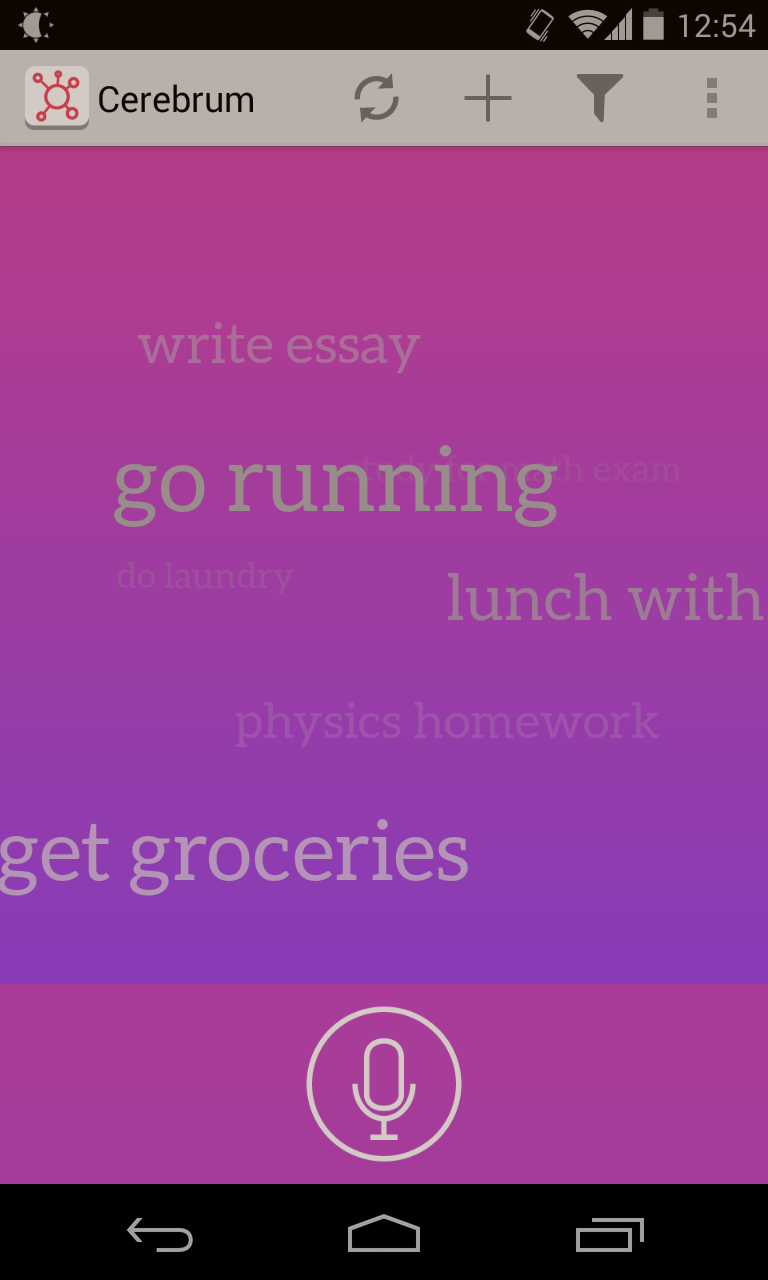 12:54
Cerebrum
write essay
go running
study for math exam
do laundry
lunch with
physics homework
get groceries